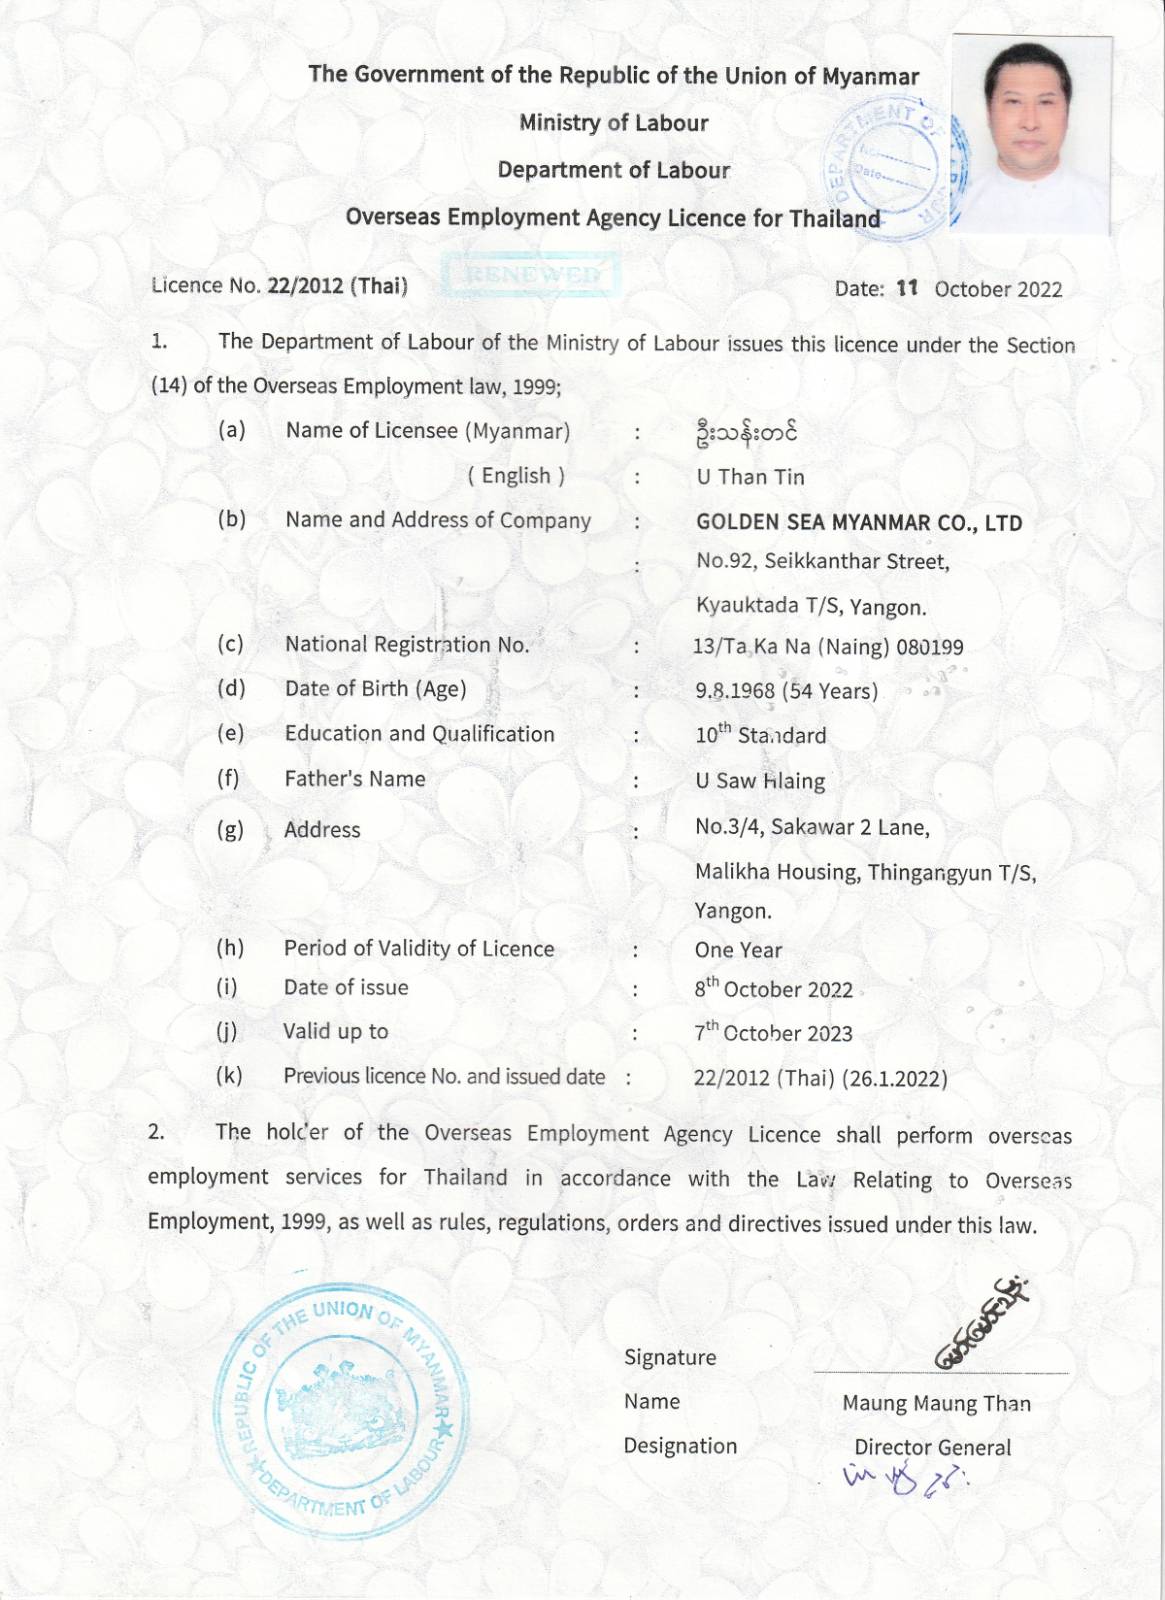 The Government of the Republic of the Union of Myanmar
Ministry of Labour
Department of Labour
Overseas Employment Agency Licence for Thailand
DEPARTMENT OF LABOUR
No.
Date
RENEWED
Licence No. 22/2012 (Thai) Date: 11 October 2022
1. The Department of Labour of the Ministry of Labour issues this licence under the Section
(14) of the Overseas Employment law, 1999;
(a) Name of Licensee (Myanmar) : ဦးသန်းတင်
( English ) : U Than Tin
(b) Name and Address of Company : GOLDEN SEA MYANMAR CO., LTD
: No.92, Seikkanthar Street,
Kyauktada T/S, Yangon.
(c) National Registration No. : 13/Ta Ka Na (Naing) 080199
(d) Date of Birth (Age) : 9.8.1968 (54 Years)
(e) Education and Qualification : 10th Standard
(f) Father's Name : U Saw Hlaing
(g) Address : No.3/4, Sakawar 2 Lane,
Malikha Housing, Thingangyun T/S,
Yangon.
(h) Period of Validity of Licence : One Year
(i) Date of issue : 8th October 2022
(j) Valid up to : 7th October 2023
(k) Previous licence No. and issued date : 22/2012 (Thai) (26.1.2022)
2. The holder of the Overseas Employment Agency Licence shall perform overseas
employment services for Thailand in accordance with the Law Relating to Overseas
Employment, 1999, as well as rules, regulations, orders and directives issued under this law.
REPUBLIC OF THE UNION OF MYANMAR
DEPARTMENT OF LABOUR
Signature
Name Maung Maung Than
Designation Director General